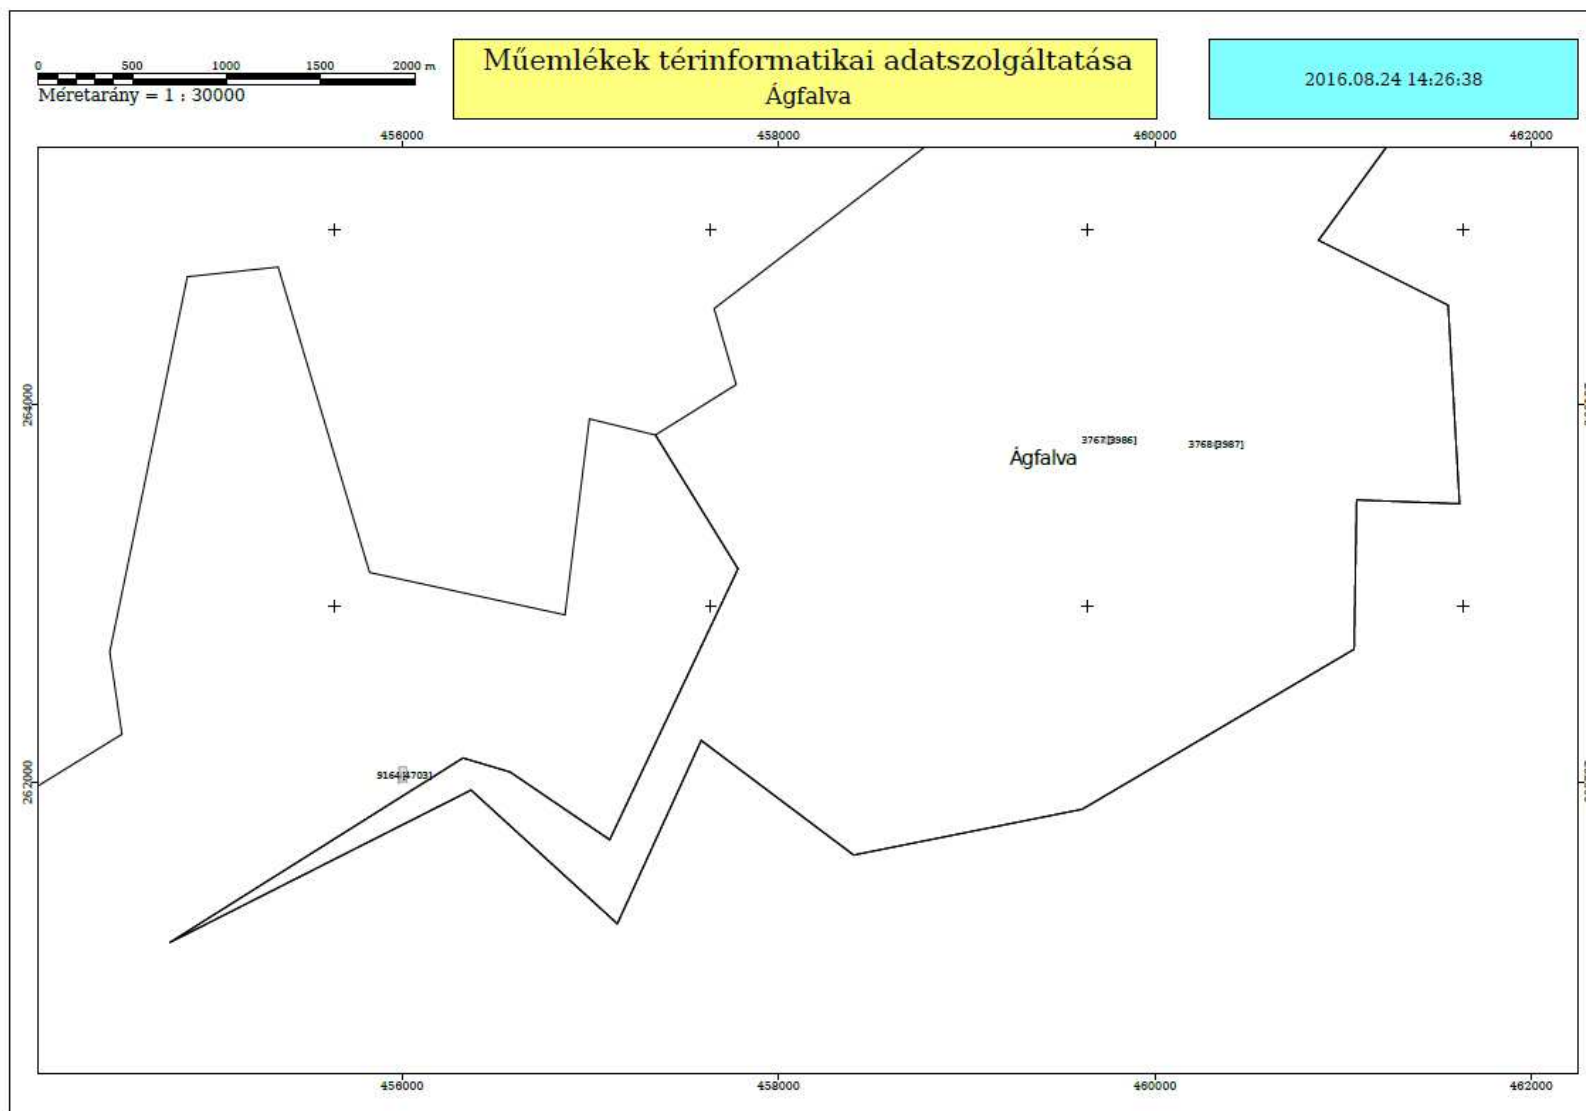 0 500 1000 1500 2000 m
Méretarány = 1 : 30000
Műemlékek térinformatikai adatszolgáltatása
Ágfalva
2016.08.24 14:26:38
456000 458000 460000 462000
264000
3767[3986]
3768[3987]
Ágfalva
262000
9164[4703]
456000 458000 460000 462000